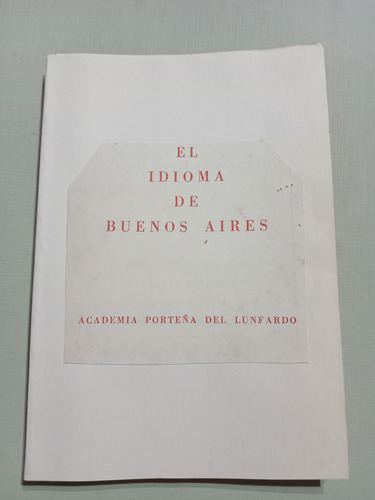 EL
IDIOMA
DE
BUENOS AIRES
ACADEMIA PORTEÑA DEL LUNFARDO